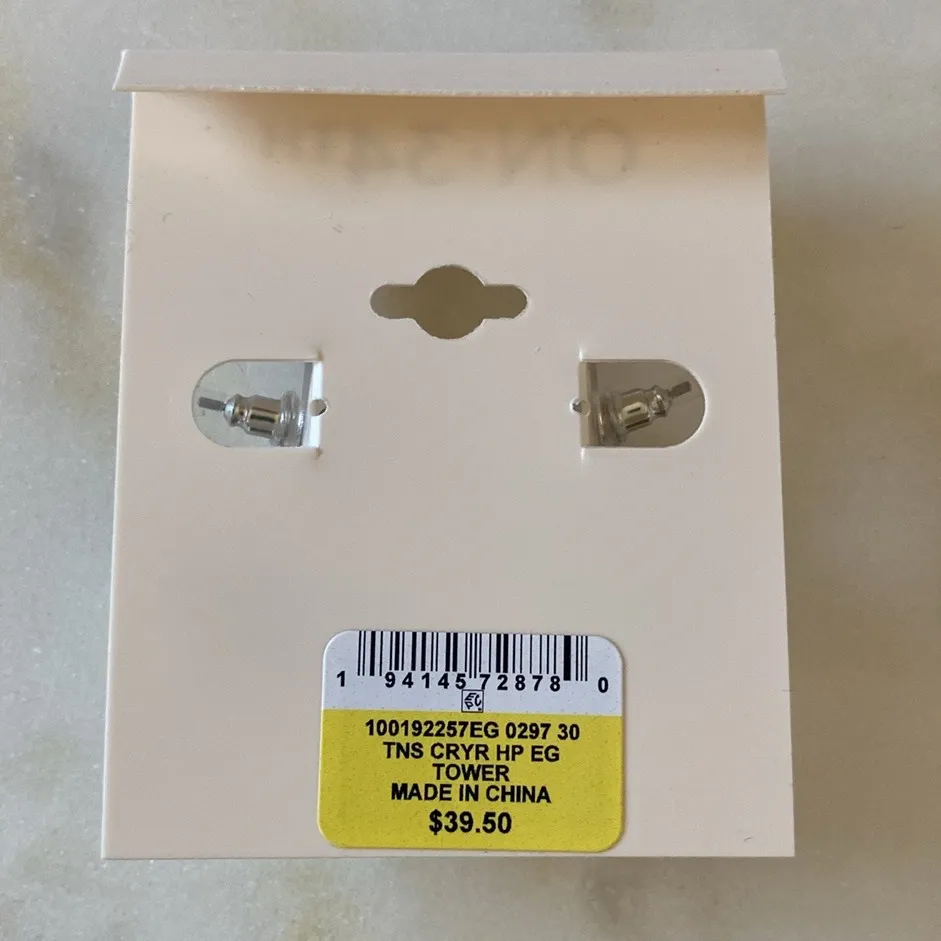 1 94145 72878 0
100192257EG 0297 30
TNS CRYR HP EG
TOWER
MADE IN CHINA
$39.50